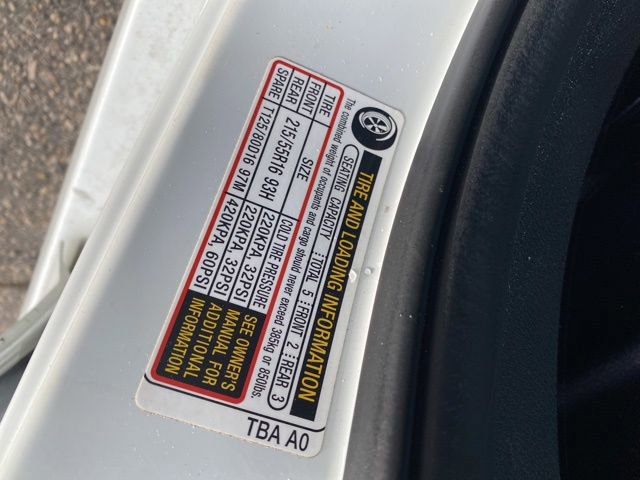 TIRE AND LOADING INFORMATION
SEATING CAPACITY : TOTAL 5 : FRONT 2 : REAR 3
The combined weight of occupants and cargo should never exceed 385kg or 850lbs.
TIRE SIZE COLD TIRE PRESSURE
FRONT 215/55R16 93H 220KPA, 32PSI
REAR 220KPA, 32PSI
SPARE T125/80D16 97M 420KPA, 60PSI
SEE OWNER'S
MANUAL FOR
ADDITIONAL
INFORMATION
TBA A0